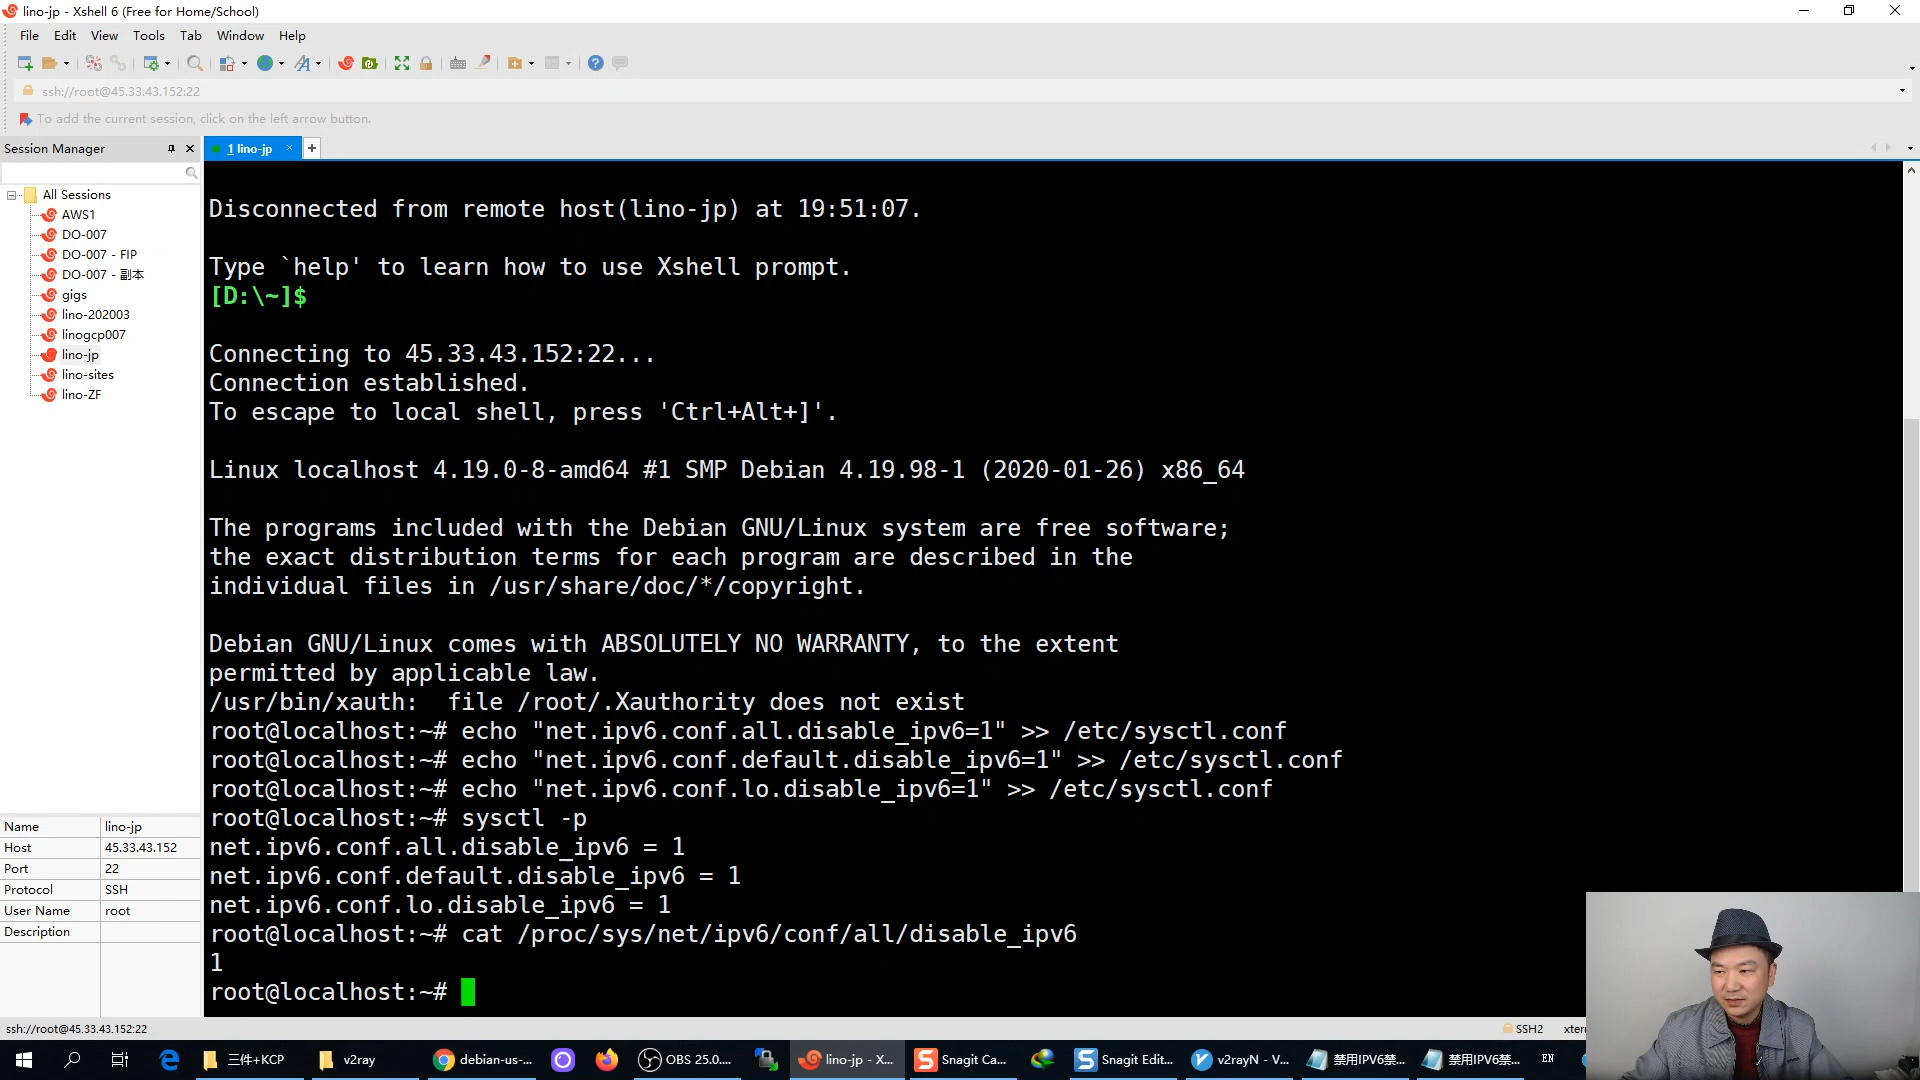 lino-jp - Xshell 6 (Free for Home/School)
File Edit View Tools Tab Window Help
ssh://root@45.33.43.152:22
To add the current session, click on the left arrow button.
Session Manager
1 lino-jp
All Sessions
AWS1
DO-007
DO-007 - FIP
DO-007 - 副本
gigs
lino-202003
linogcp007
lino-jp
lino-sites
lino-ZF
Name lino-jp
Host 45.33.43.152
Port 22
Protocol SSH
User Name root
Description
Disconnected from remote host(lino-jp) at 19:51:07.
Type `help' to learn how to use Xshell prompt.
[D:\~]$
Connecting to 45.33.43.152:22...
Connection established.
To escape to local shell, press 'Ctrl+Alt+]'.
Linux localhost 4.19.0-8-amd64 #1 SMP Debian 4.19.98-1 (2020-01-26) x86_64
The programs included with the Debian GNU/Linux system are free software;
the exact distribution terms for each program are described in the
individual files in /usr/share/doc/*/copyright.
Debian GNU/Linux comes with ABSOLUTELY NO WARRANTY, to the extent
permitted by applicable law.
/usr/bin/xauth:  file /root/.Xauthority does not exist
root@localhost:~# echo "net.ipv6.conf.all.disable_ipv6=1" >> /etc/sysctl.conf
root@localhost:~# echo "net.ipv6.conf.default.disable_ipv6=1" >> /etc/sysctl.conf
root@localhost:~# echo "net.ipv6.conf.lo.disable_ipv6=1" >> /etc/sysctl.conf
root@localhost:~# sysctl -p
net.ipv6.conf.all.disable_ipv6 = 1
net.ipv6.conf.default.disable_ipv6 = 1
net.ipv6.conf.lo.disable_ipv6 = 1
root@localhost:~# cat /proc/sys/net/ipv6/conf/all/disable_ipv6
1
root@localhost:~#
ssh://root@45.33.43.152:22 SSH2 xter
三件+KCP v2ray debian-us-... OBS 25.0.... lino-jp - X... Snagit Ca... Snagit Edit... v2rayN - V... 禁用IPV6禁... 禁用IPV6禁... EN